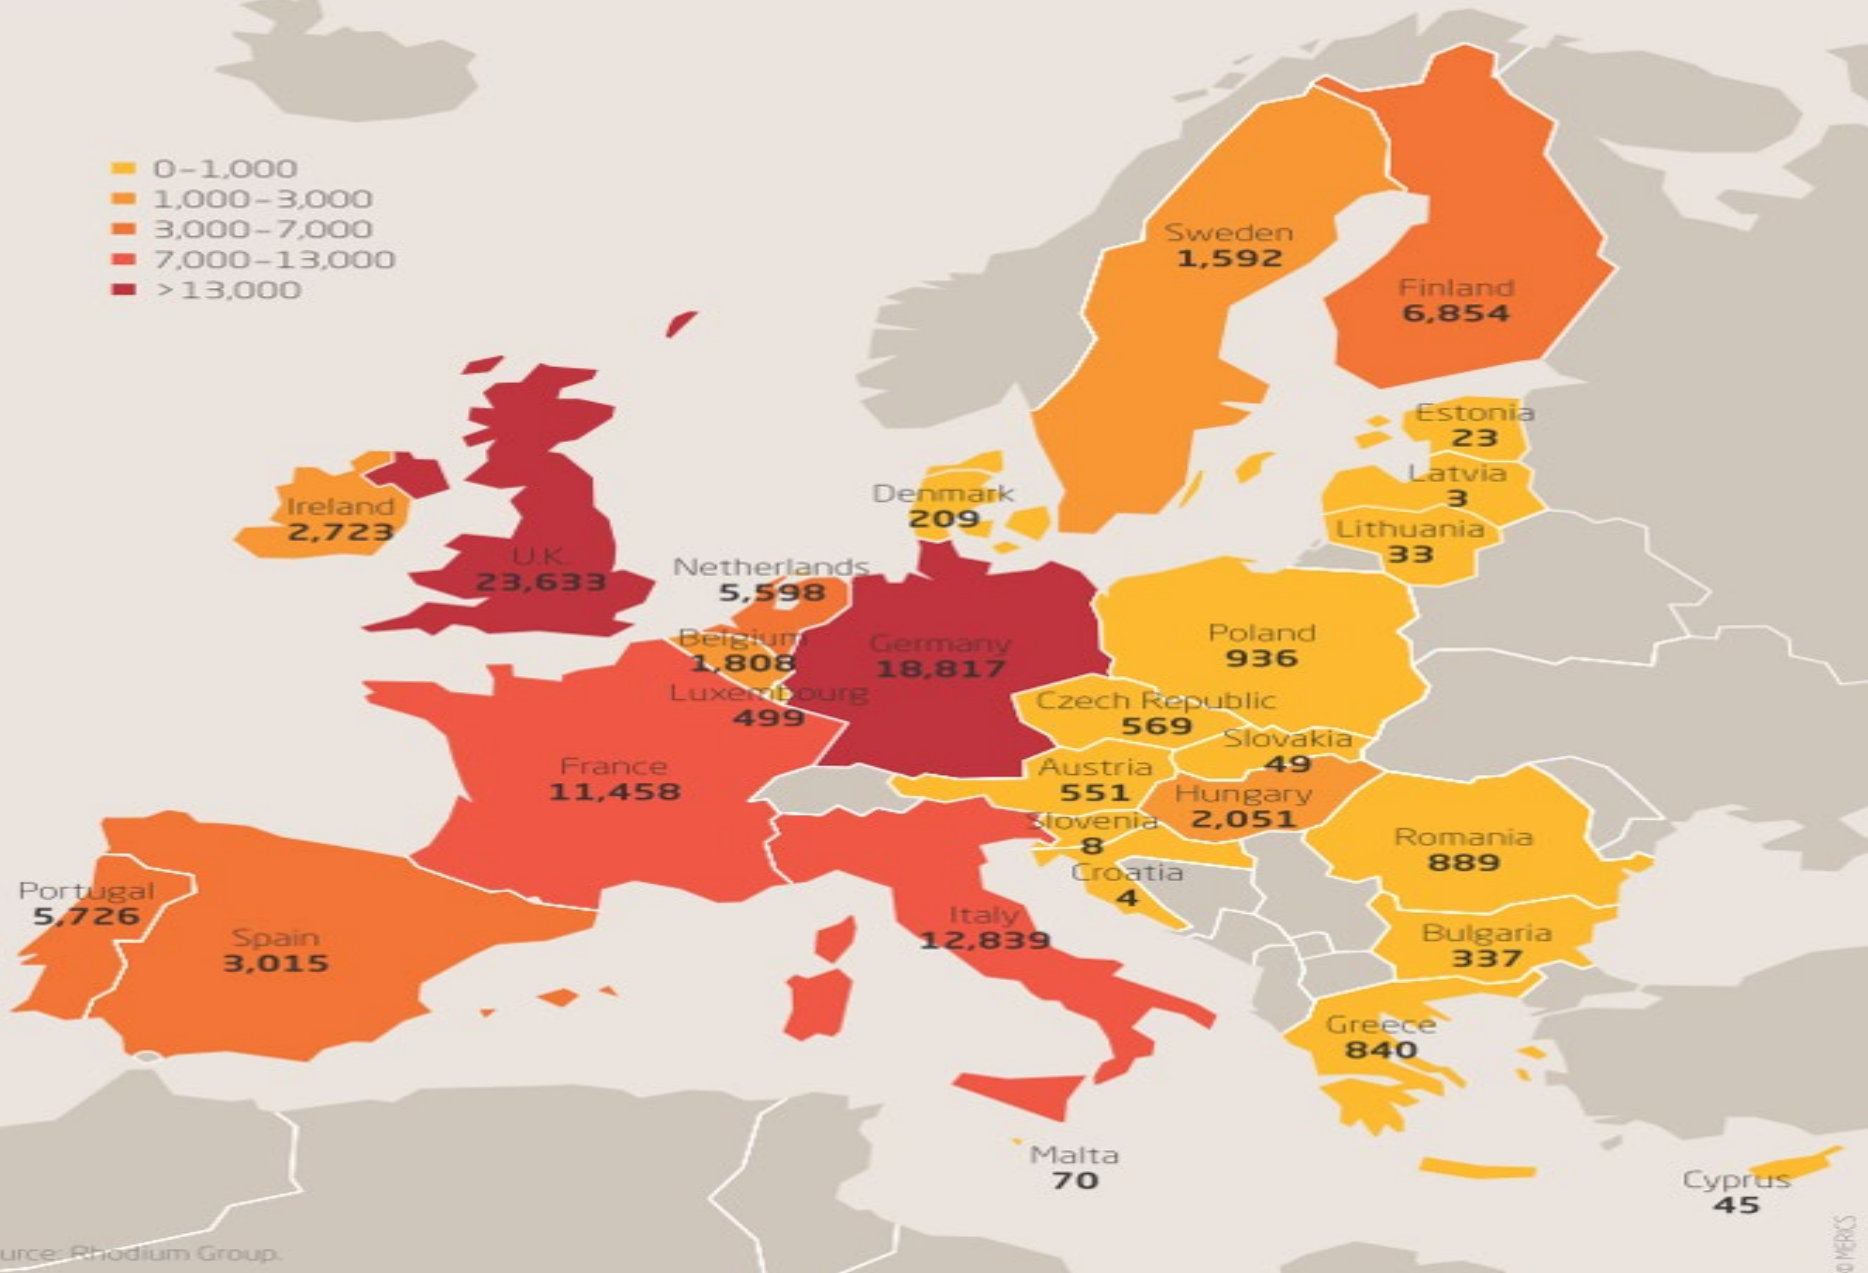 0–1,000
1,000–3,000
3,000–7,000
7,000–13,000
>13,000
Sweden
1,592
Finland
6,854
Estonia
23
Latvia
3
Lithuania
33
Denmark
209
Ireland
2,723
U.K.
23,633
Netherlands
5,598
Belgium
1,808
Luxembourg
499
Germany
18,817
Poland
936
Czech Republic
569
Slovakia
49
Austria
551
Hungary
2,051
Slovenia
8
Croatia
4
France
11,458
Romania
889
Portugal
5,726
Spain
3,015
Italy
12,839
Bulgaria
337
Greece
840
Malta
70
Cyprus
45
urce: Rhodium Group.
© MERICS